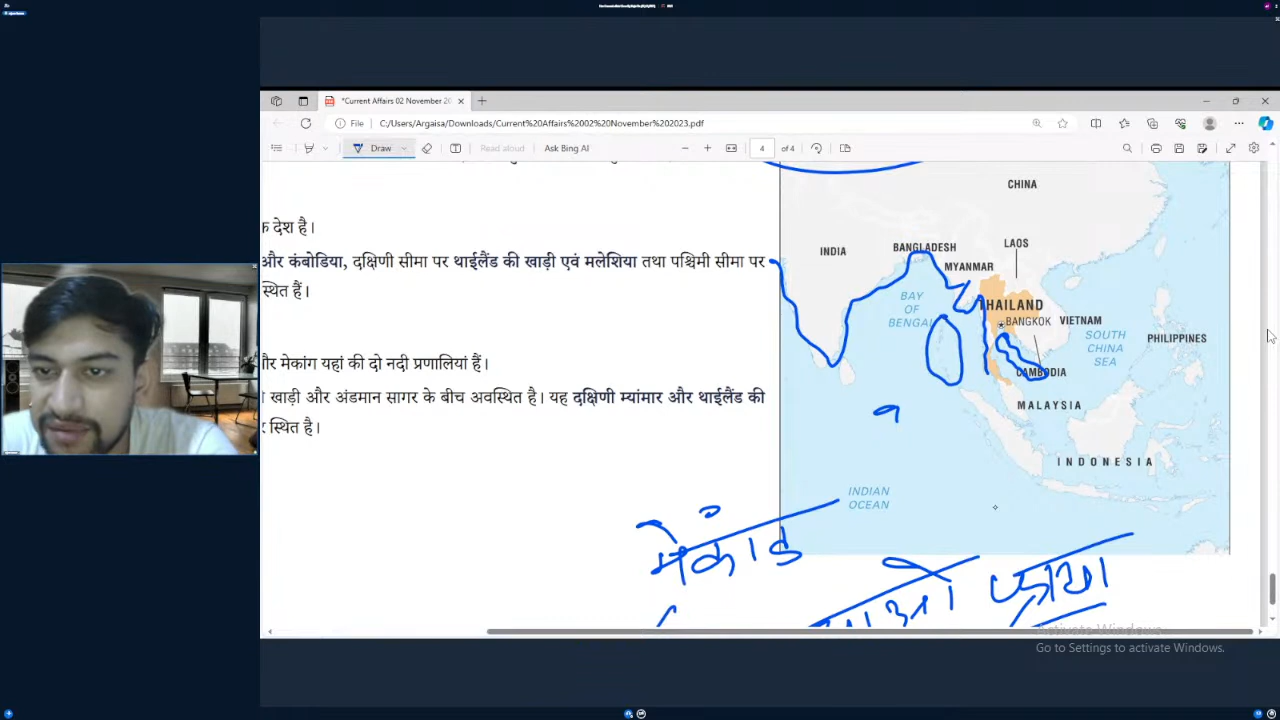 *Current Affairs 02 November 20
File C:/Users/Argaisa/Downloads/Current%20Affairs%2002%20November%202023.pdf
Draw Read aloud Ask Bing AI 4 of 4
क देश है।
और कंबोडिया, दक्षिणी सीमा पर थाईलैंड की खाड़ी एवं मलेशिया तथा पश्चिमी सीमा पर
स्थित हैं।
और मेकांग यहां की दो नदी प्रणालियां हैं।
खाड़ी और अंडमान सागर के बीच अवस्थित है। यह दक्षिणी म्यांमार और थाईलैंड की
र स्थित है।
CHINA
INDIA
BANGLADESH
LAOS
MYANMAR
THAILAND
BAY
OF
BENGAL
BANGKOK
VIETNAM
SOUTH
CHINA
SEA
PHILIPPINES
CAMBODIA
MALAYSIA
INDONESIA
INDIAN
OCEAN
Activate Windows
Go to Settings to activate Windows.